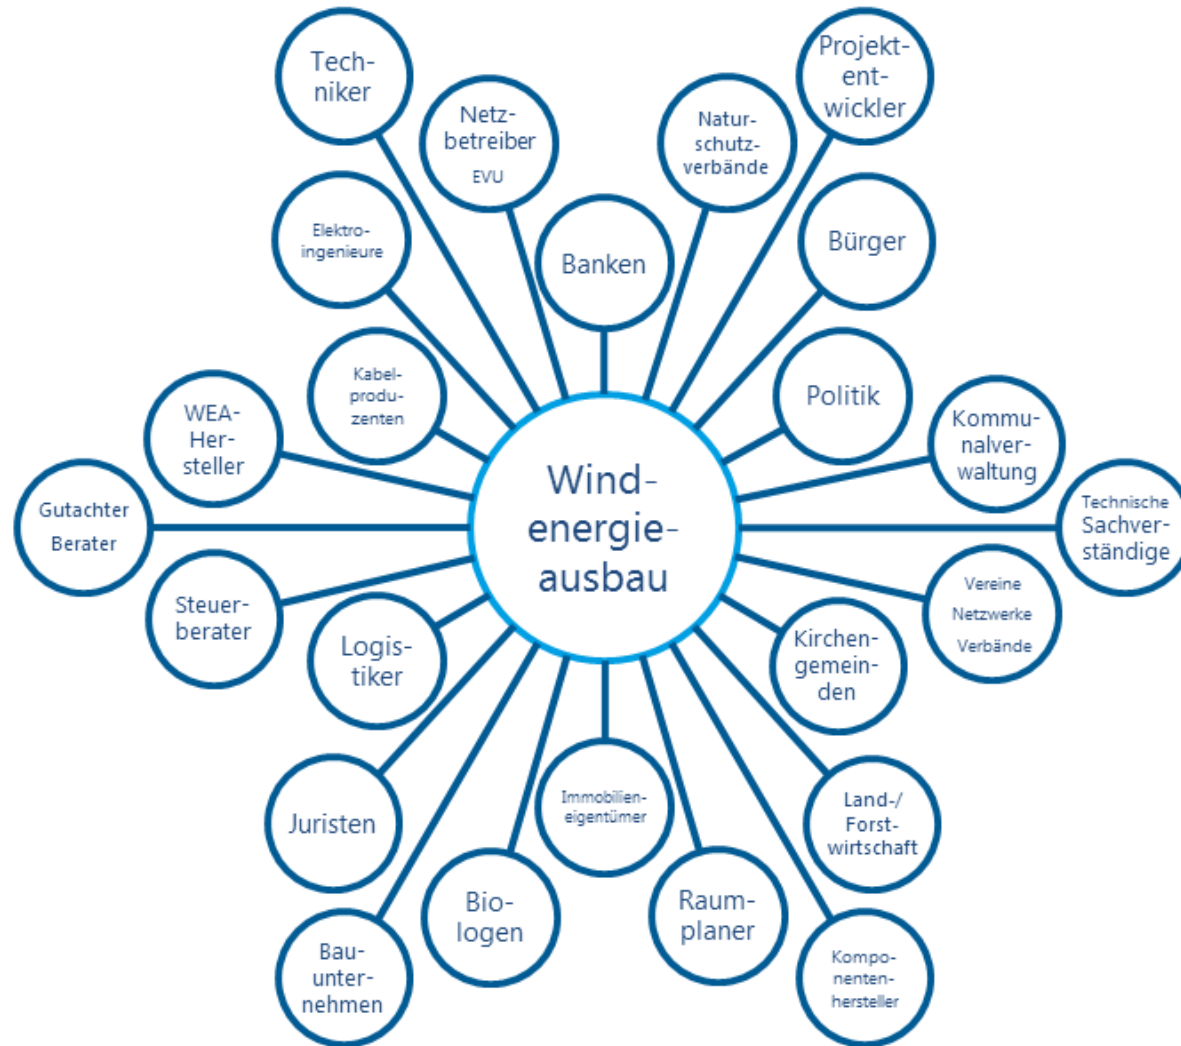 Tech-
niker
Projekt-
ent-
wickler
Netz-
betreiber
EVU
Natur-
schutz-
verbände
Elektro-
ingenieure
Banken
Bürger
Kabel-
produ-
zenten
Politik
WEA-
Her-
steller
Kommu-
nalver-
waltung
Wind-
energie-
ausbau
Gutachter
Berater
Technische
Sachver-
ständige
Steuer-
berater
Vereine
Netzwerke
Verbände
Logis-
tiker
Kirchen-
gemein-
den
Juristen
Immobilien-
eigentümer
Land-/
Forst-
wirtschaft
Bio-
logen
Raum-
planer
Bau-
unter-
nehmen
Kompo-
nenten-
hersteller